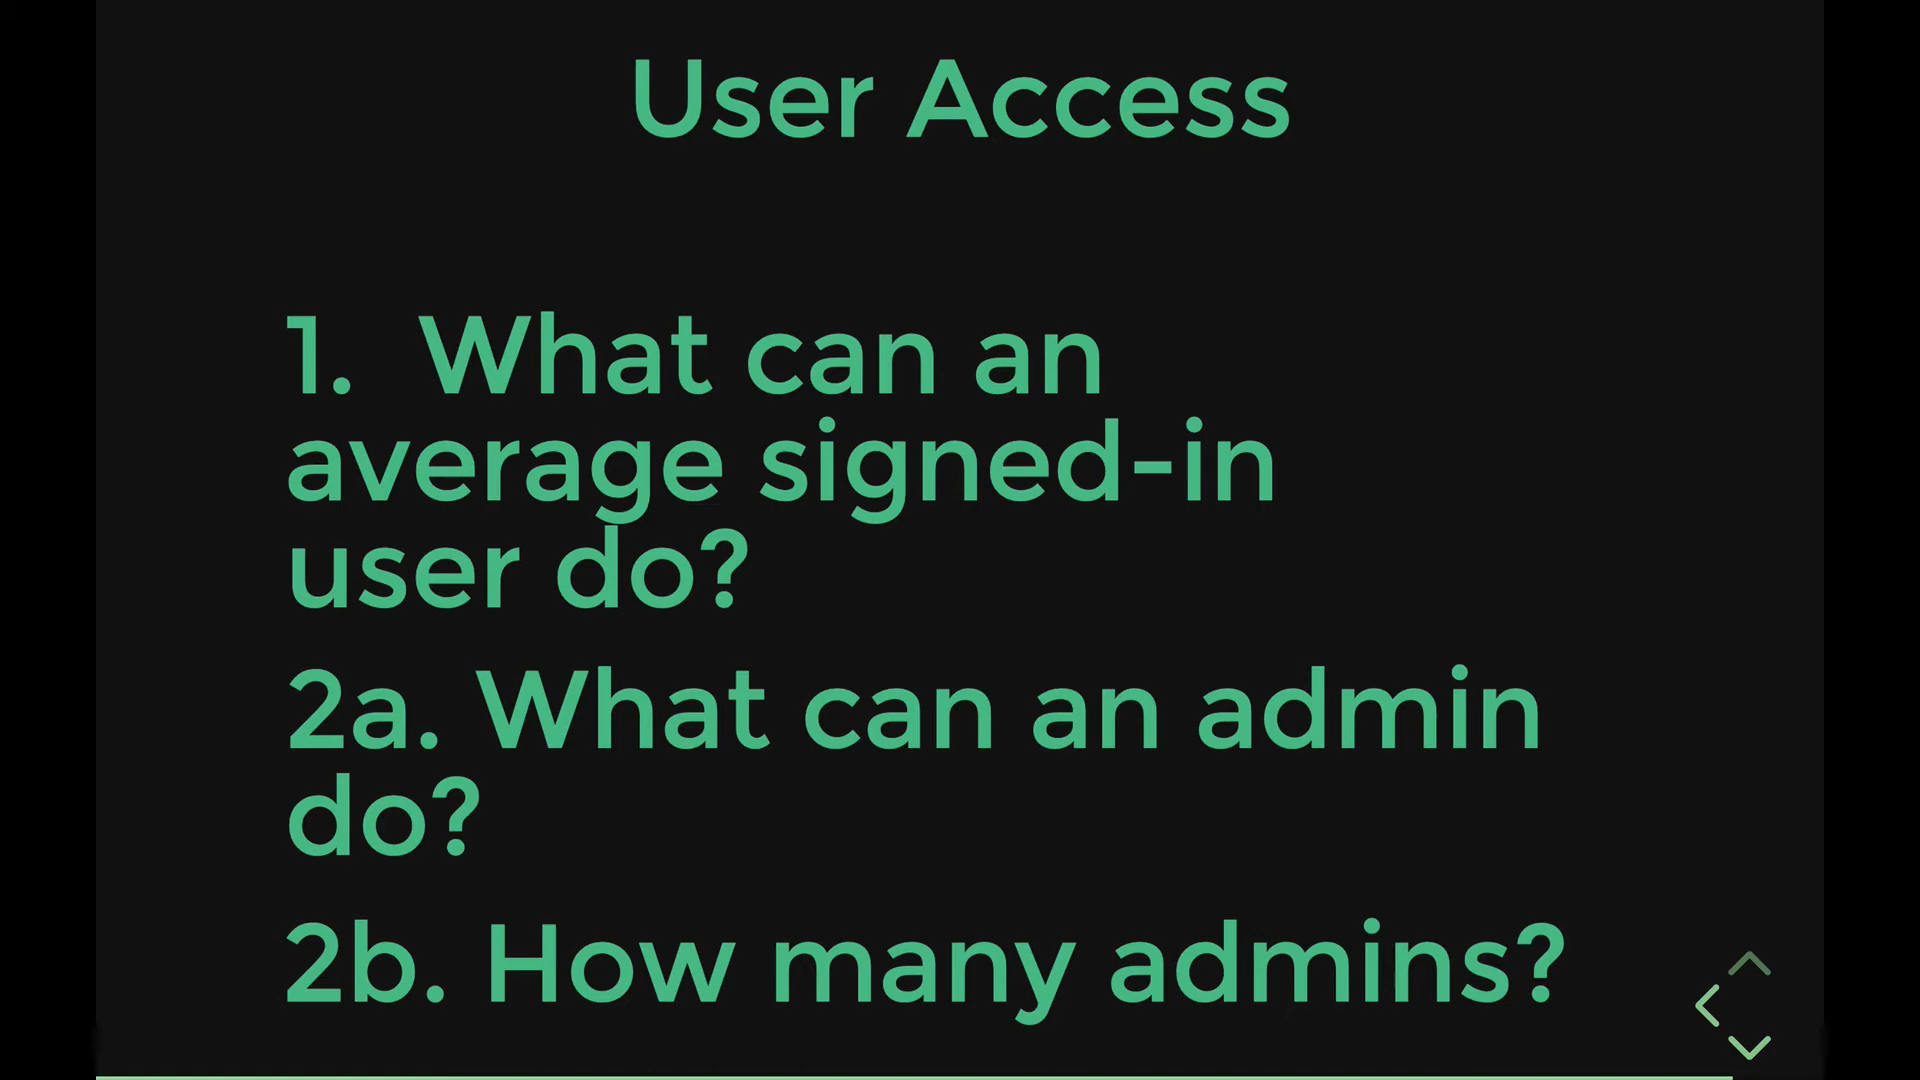 User Access
1. What can an
average signed-in
user do?
2a. What can an admin
do?
2b. How many admins?